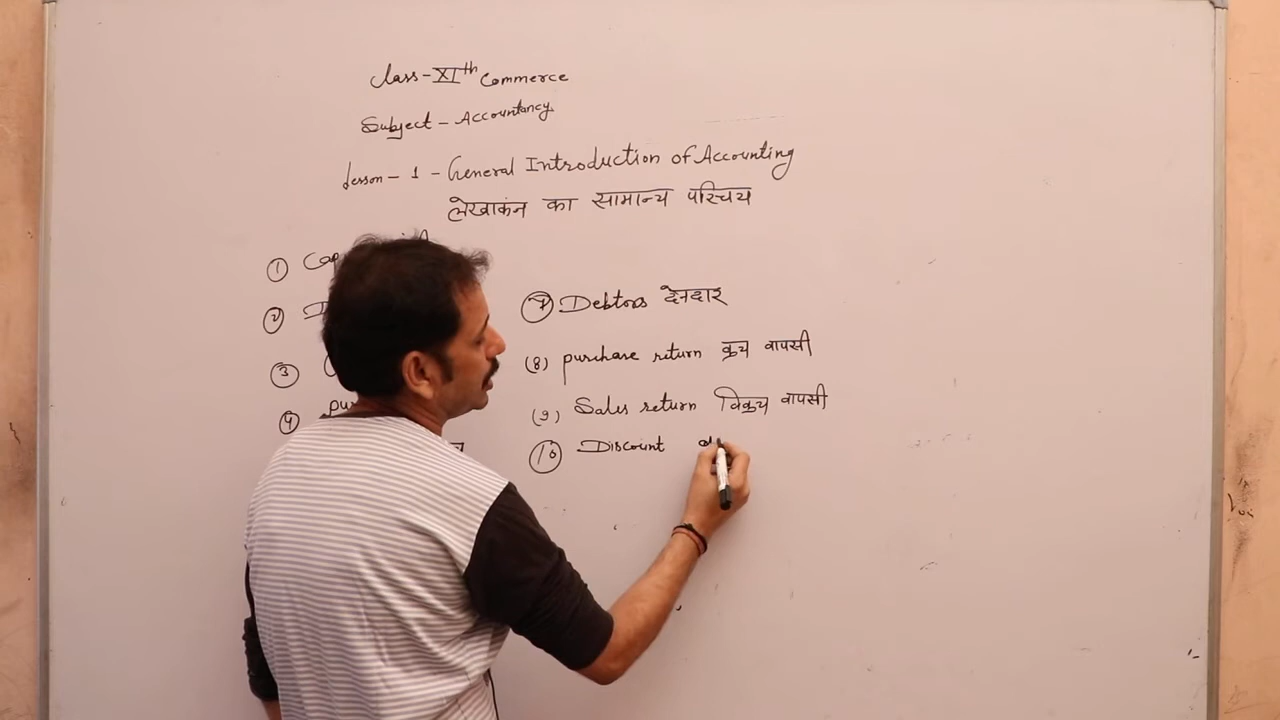 Class - XIth Commerce
Subject - Accountancy
Lesson - 1 - General Introduction of Accounting
लेखाकंन का सामान्य परिचय
①
②
③
④
⑦ Debtors देनदार
(8) purchase return क्रय वापसी
(9) Sales return विक्रय वापसी
⑩ Discount